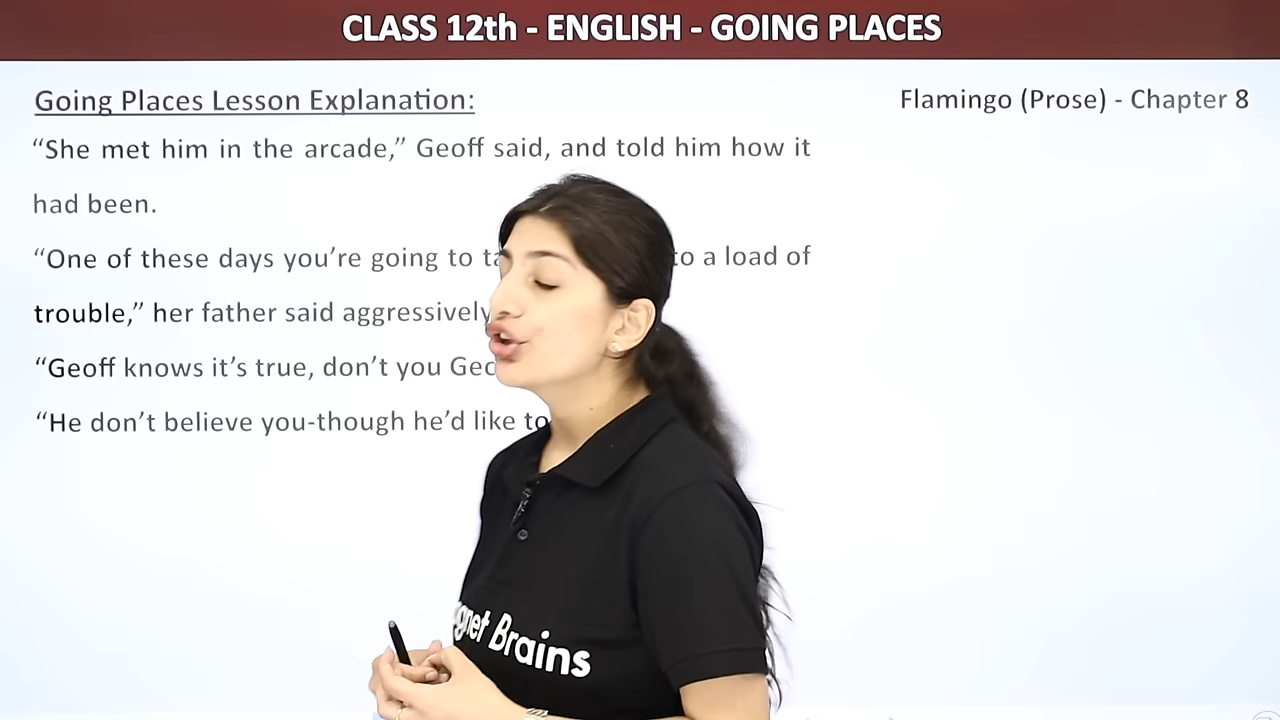 CLASS 12th - ENGLISH - GOING PLACES
Going Places Lesson Explanation:
Flamingo (Prose) - Chapter 8
“She met him in the arcade,” Geoff said, and told him how it
had been.
“One of these days you’re going to to a load of
trouble,” her father said aggressively
“Geoff knows it’s true, don’t you
“He don’t believe you-though he’d like to
Brains